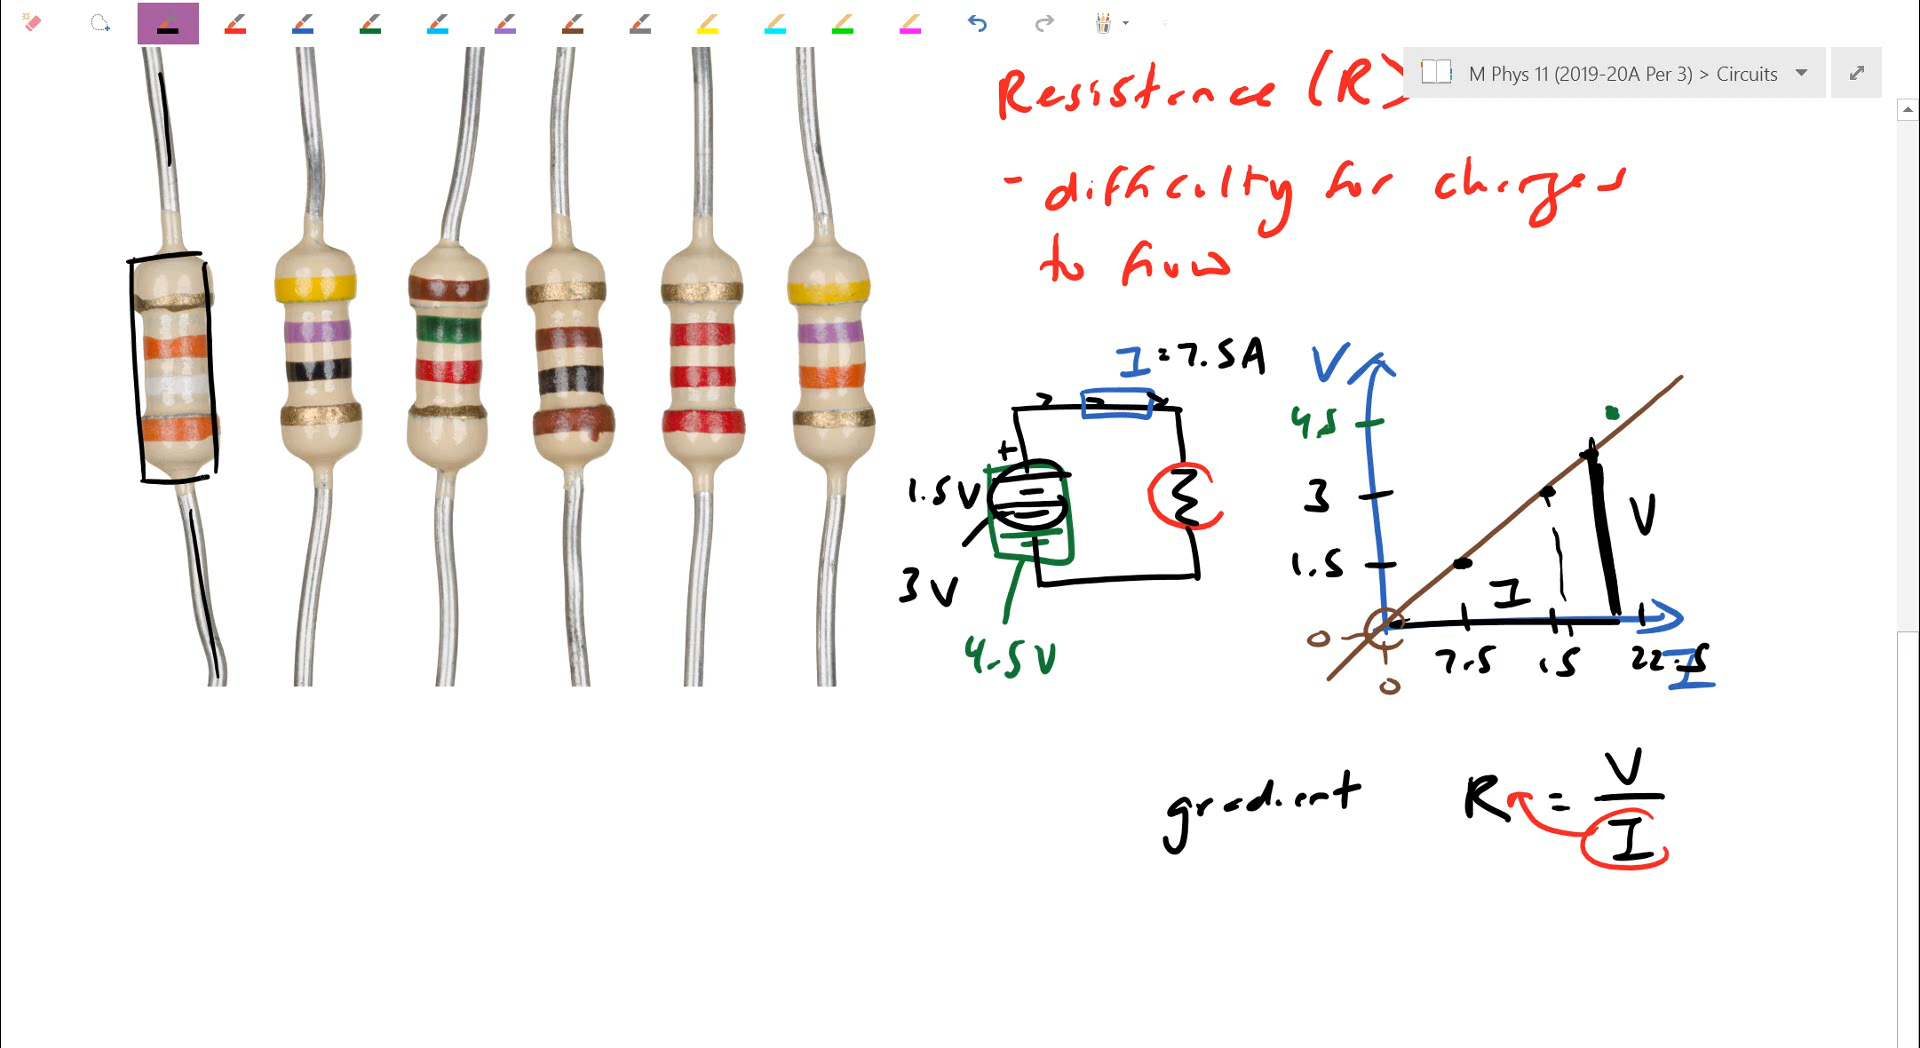 M Phys 11 (2019-20A Per 3) > Circuits
Resistance (R)
- difficulty for charges
to flow
I = 7.5A
+
1.5V
3V
4.5V
V
4.5
3
1.5
0
0
7.5
15
22.5
I
I
V
gradient R = V
I